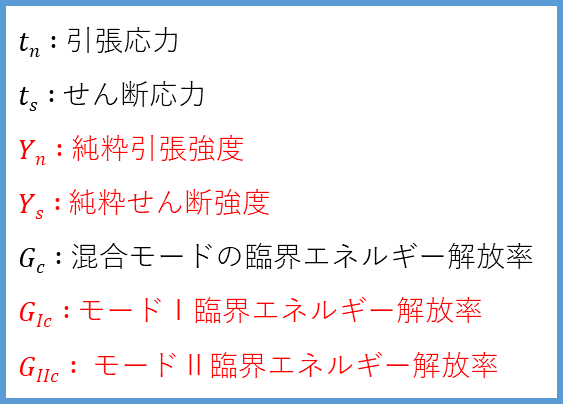 tn : 引張応力
ts : せん断応力
Yn : 純粋引張強度
Ys : 純粋せん断強度
Gc : 混合モードの臨界エネルギー解放率
GIc : モードⅠ臨界エネルギー解放率
GIIc : モードⅡ臨界エネルギー解放率